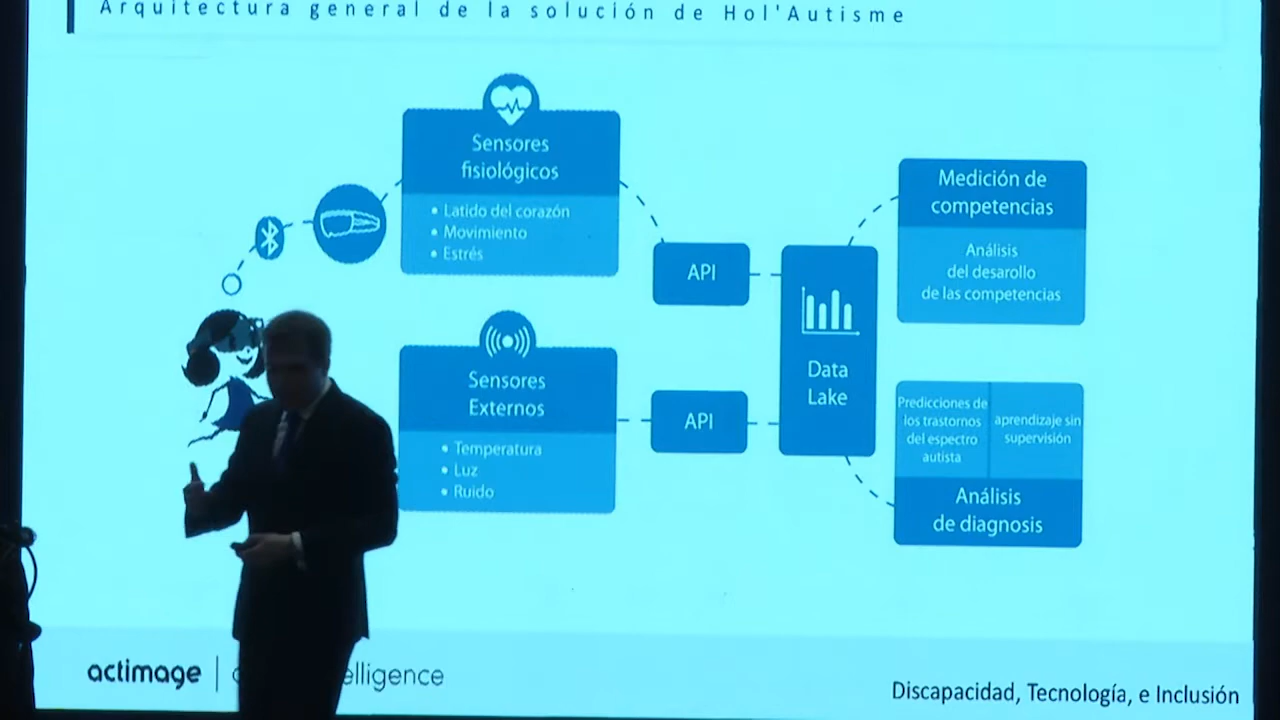 Arquitectura general de la solución de Hol'Autisme
Sensores
fisiológicos
• Latido del corazón
• Movimiento
• Estrés
API
Sensores
Externos
• Temperatura
• Luz
• Ruido
API
Data
Lake
Medición de
competencias
Análisis
del desarollo
de las competencias
Predicciones de
los trastornos
del espectro
autista
aprendizaje sin
supervisión
Análisis
de diagnosis
actimage
elligence
Discapacidad, Tecnología, e Inclusión